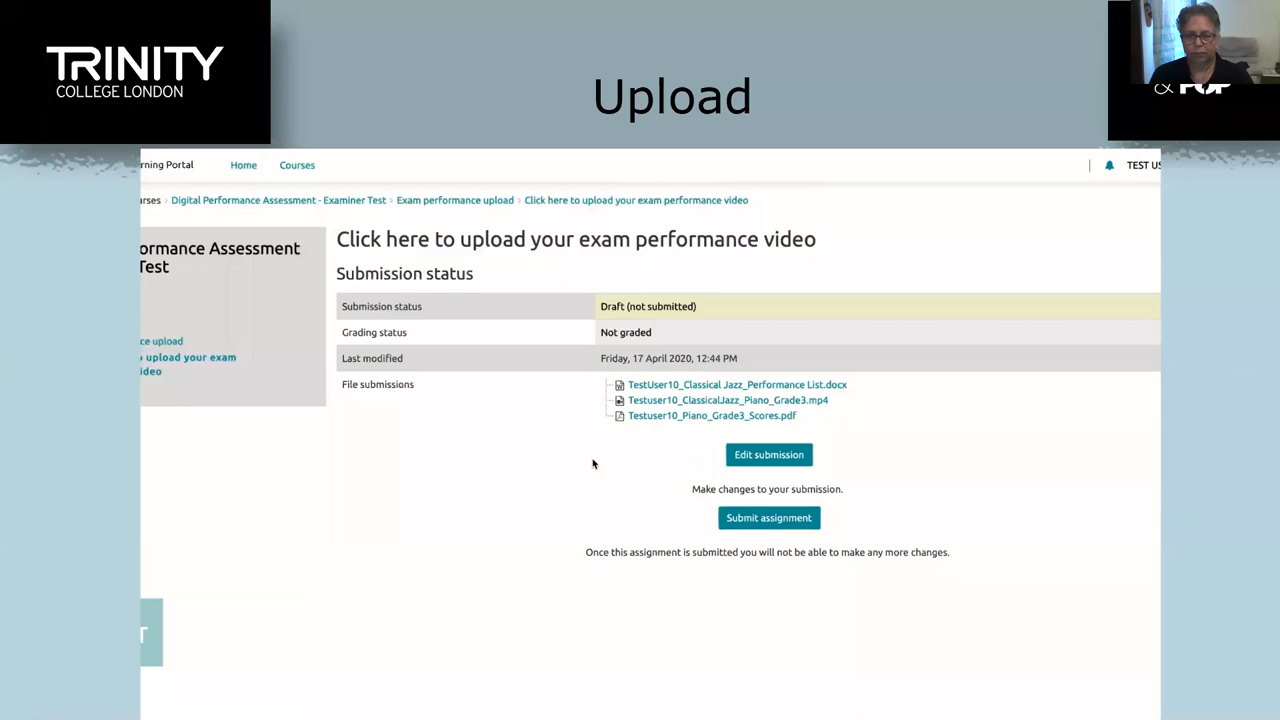 TRINITY
COLLEGE LONDON
Upload
& POP
rning Portal
Home
Courses
TEST US
urses › Digital Performance Assessment - Examiner Test › Exam performance upload › Click here to upload your exam performance video
ormance Assessment
Test
ce upload
o upload your exam
ideo
Click here to upload your exam performance video
Submission status
Submission status Draft (not submitted)
Grading status Not graded
Last modified Friday, 17 April 2020, 12:44 PM
File submissions TestUser10_Classical Jazz_Performance List.docx
Testuser10_ClassicalJazz_Piano_Grade3.mp4
Testuser10_Piano_Grade3_Scores.pdf
Edit submission
Make changes to your submission.
Submit assignment
Once this assignment is submitted you will not be able to make any more changes.
T